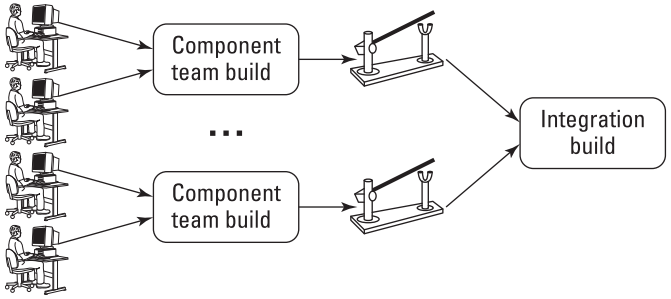 Component
team build
...
Integration
build
Component
team build